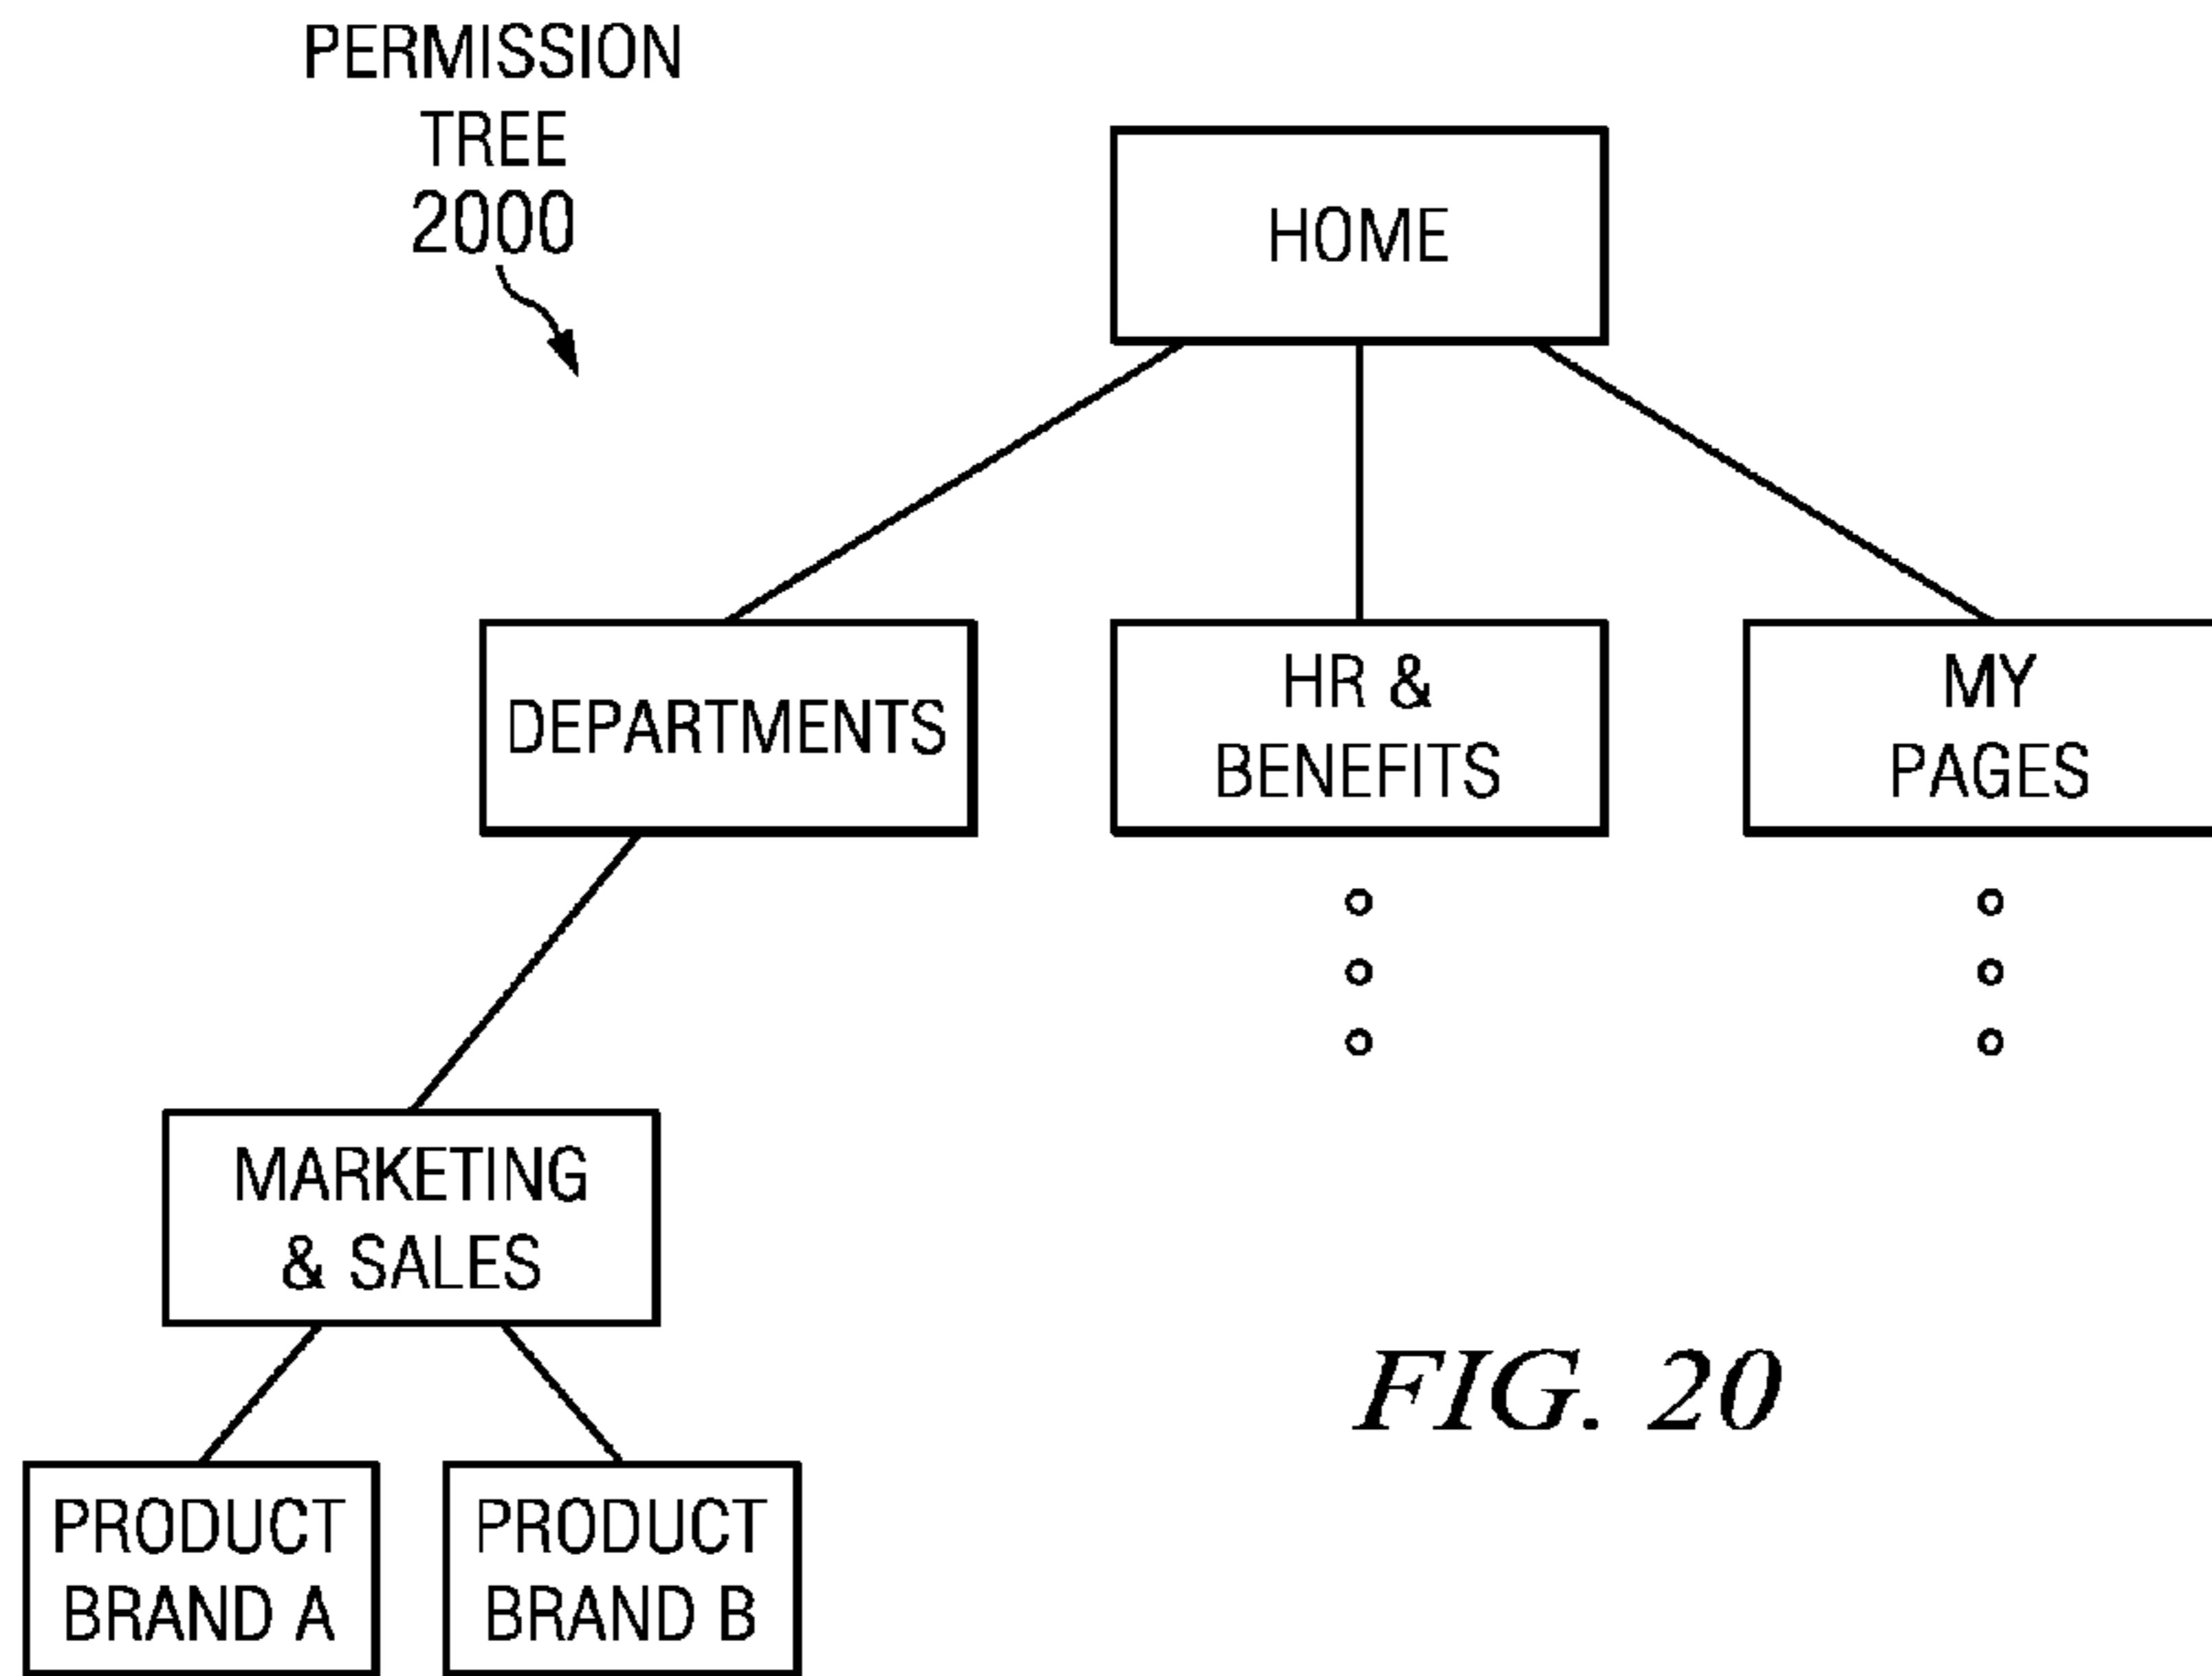 PERMISSION
TREE
2000
HOME
DEPARTMENTS
HR &
BENEFITS
MY
PAGES
MARKETING
& SALES
PRODUCT
BRAND A
PRODUCT
BRAND B
FIG. 20